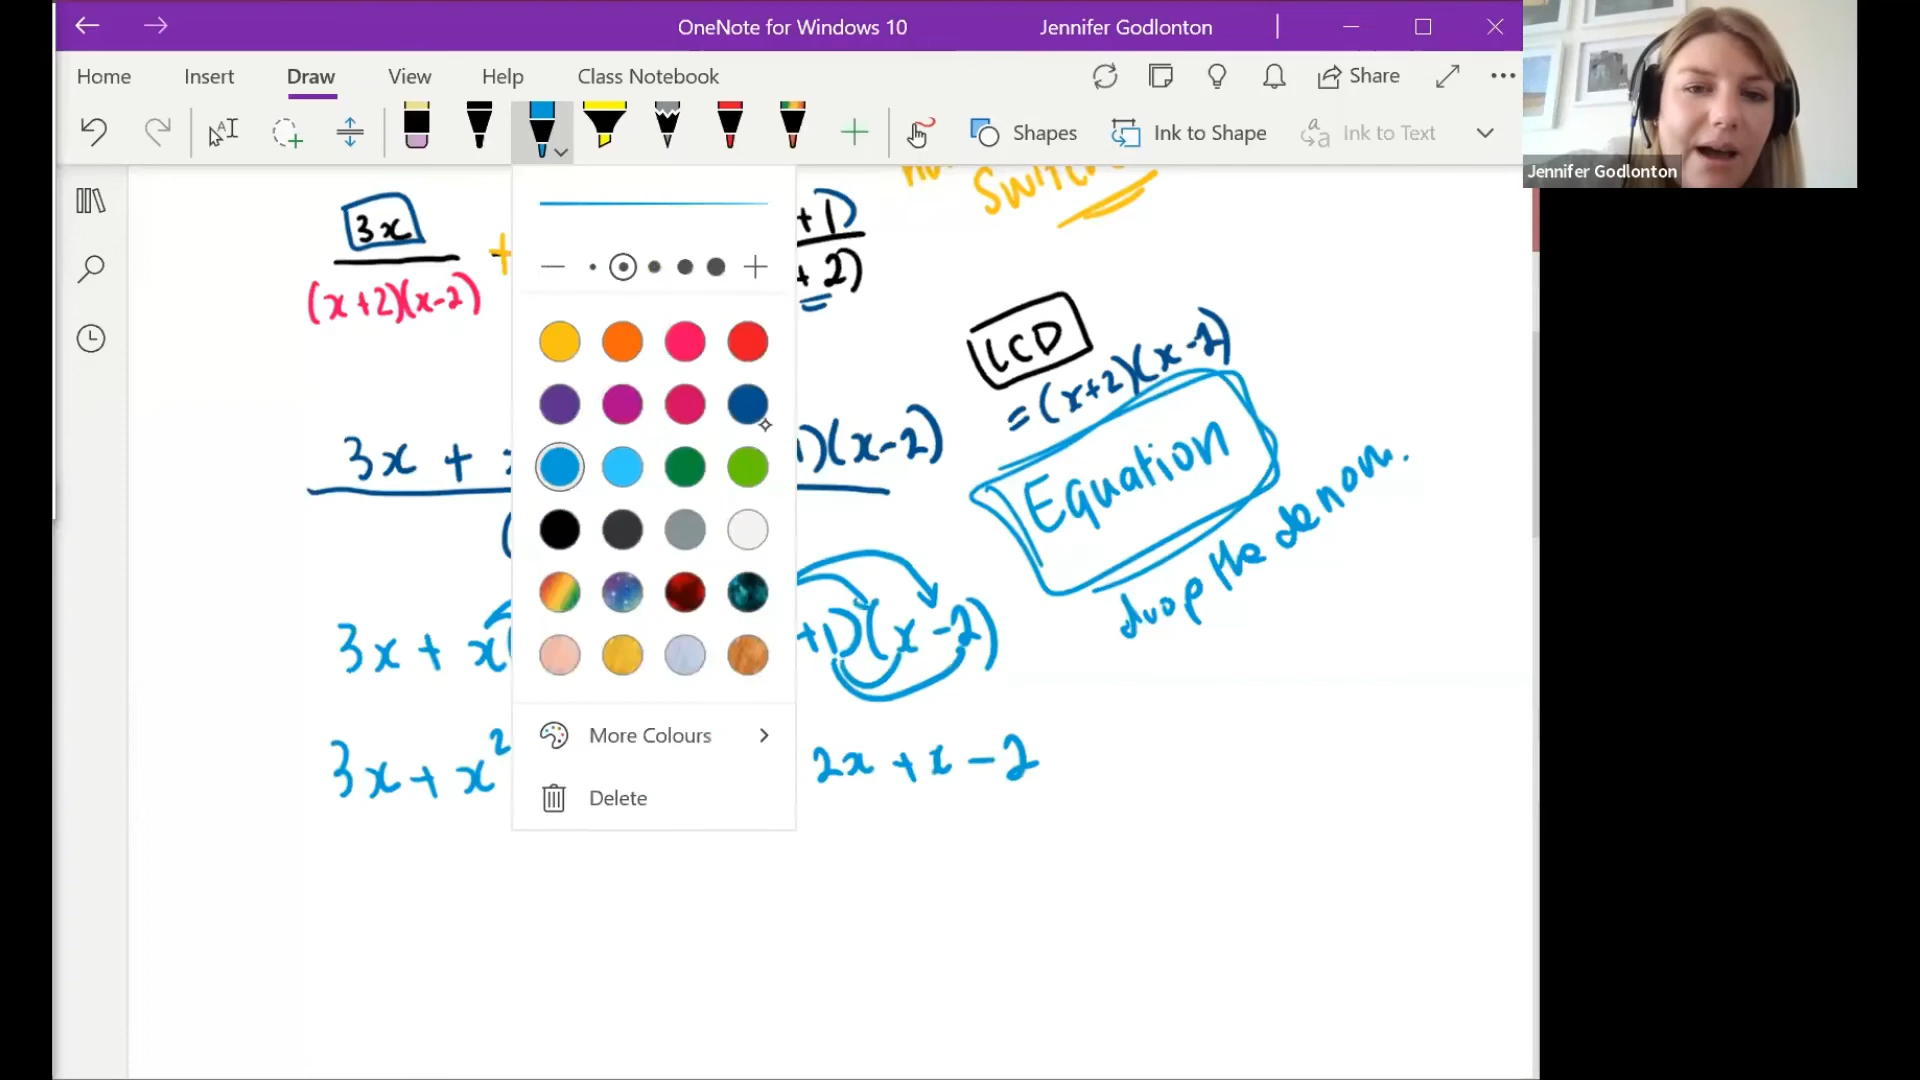 OneNote for Windows 10
Jennifer Godlonton
Home Insert Draw View Help Class Notebook
Share
Shapes Ink to Shape Ink to Text
Jennifer Godlonton
Switch
3x +
+1)
(x+2)(x-2)
+ 2)
LCD
= (x+2)(x-2)
3x +
1)(x-2)
(
Equation
drop the denom.
3x + x(
+1)(x-2)
3x + x²
2x + x - 2
More Colours
Delete